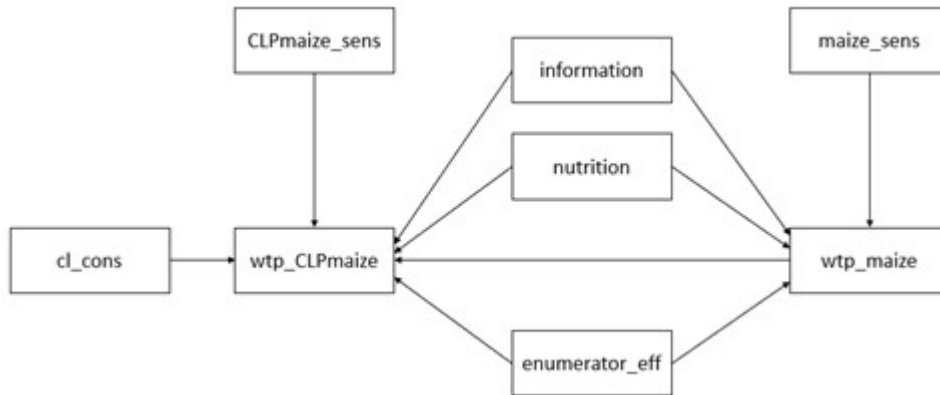 CLPmaize_sens
information
maize_sens
nutrition
cl_cons
wtp_CLPmaize
wtp_maize
enumerator_eff